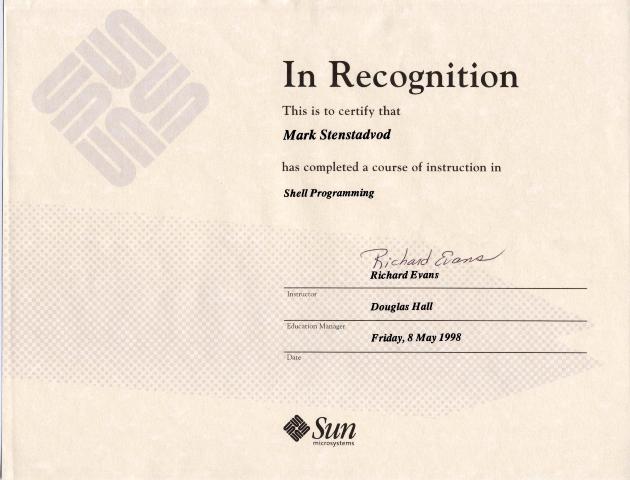 In Recognition
This is to certify that
Mark Stenstadvod
has completed a course of instruction in
Shell Programming
Richard Evans
Richard Evans
Instructor
Douglas Hall
Education Manager
Friday, 8 May 1998
Date
Sun
microsystems